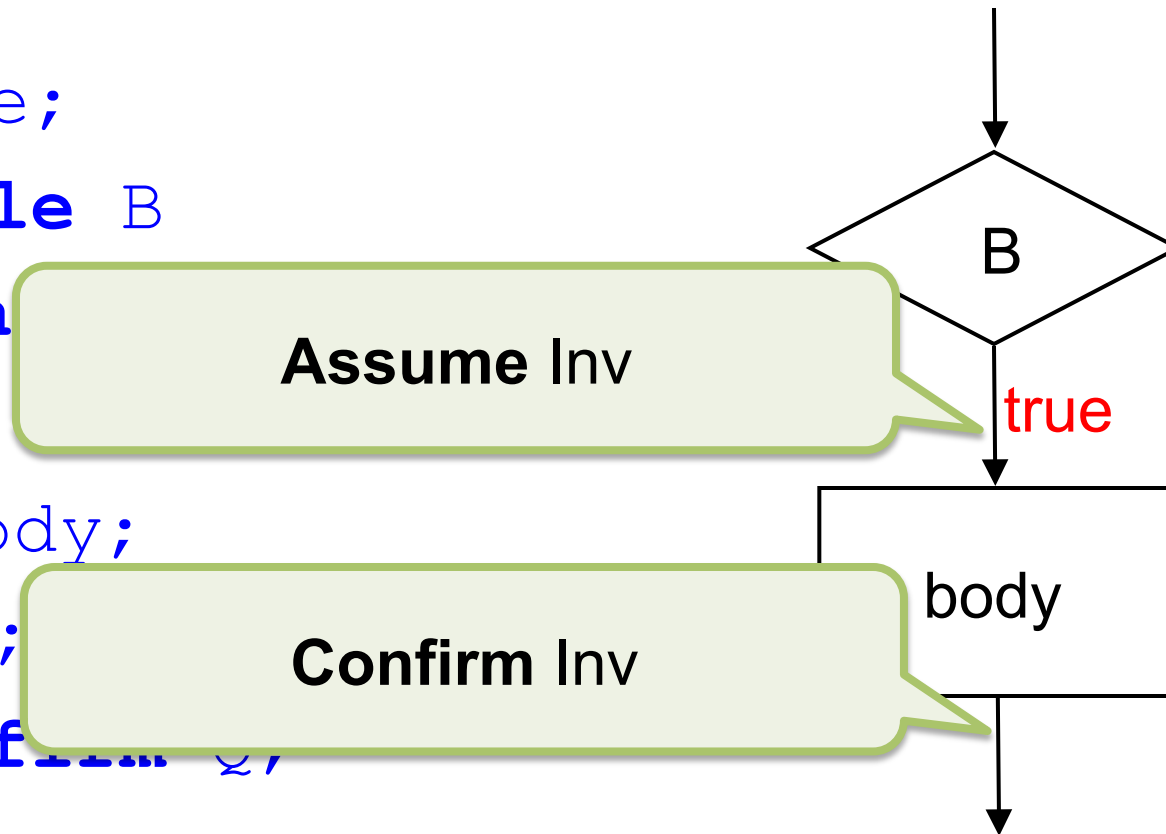 e;
le B
B
Assume Inv
true
ody;
body
;
Confirm Inv